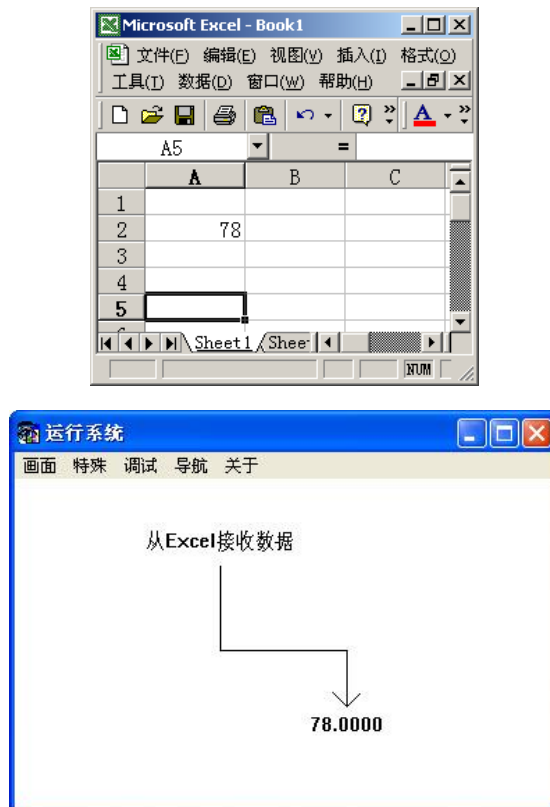 Microsoft Excel - Book1
文件(F) 编辑(E) 视图(V) 插入(I) 格式(O)
工具(T) 数据(D) 窗口(W) 帮助(H)
A5 =
A B C
1
2 78
3
4
5
Sheet1 Shee
NUM
运行系统
画面 特殊 调试 导航 关于
从Excel接收数据
78.0000